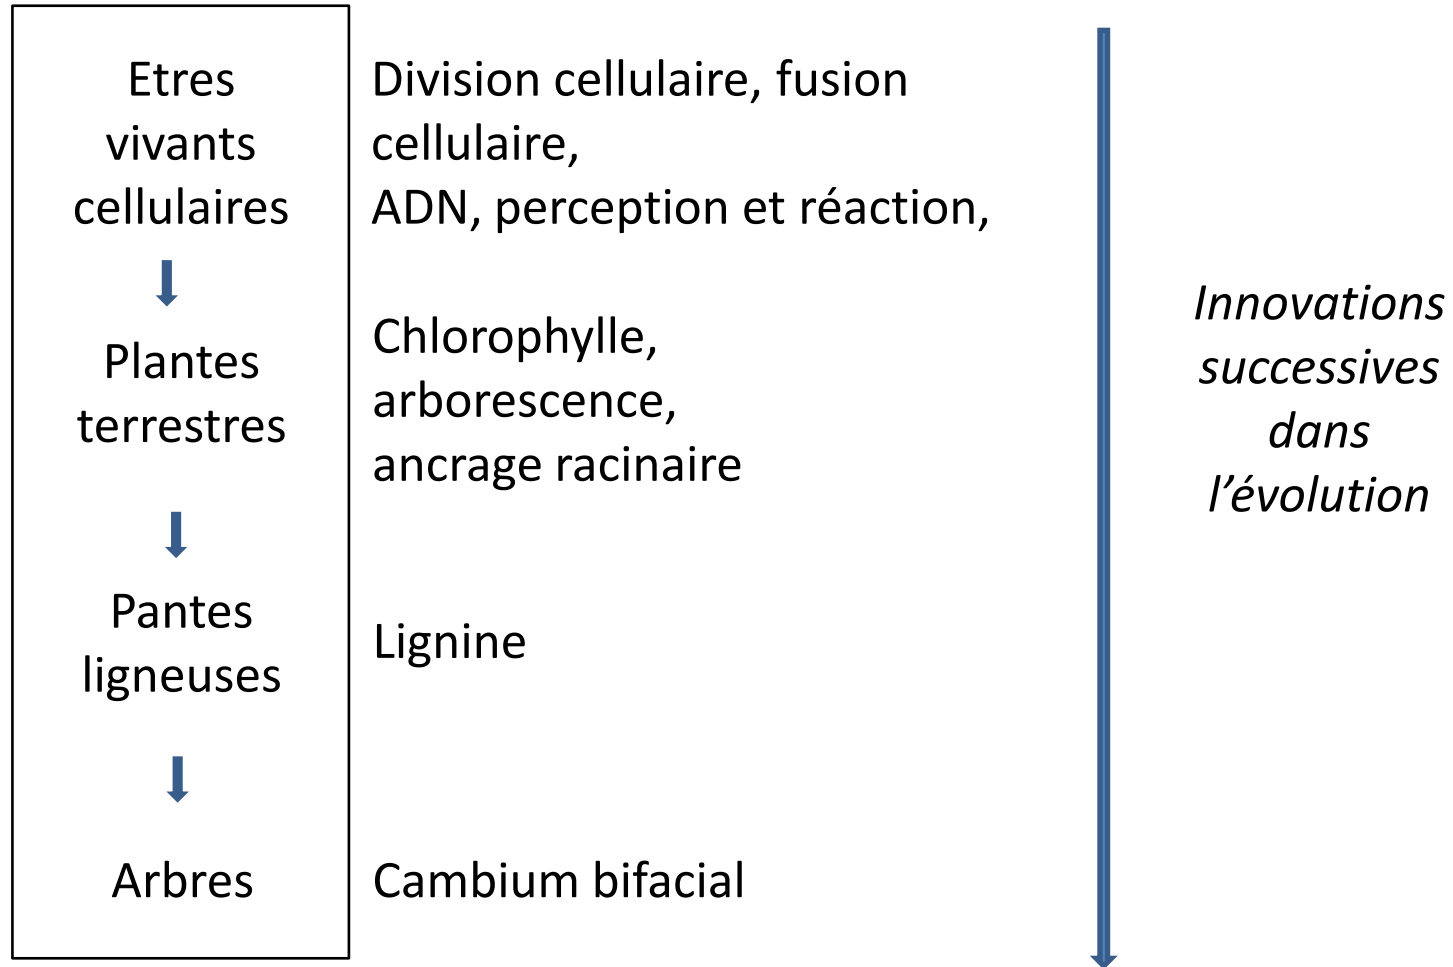 Etres
vivants
cellulaires
Division cellulaire, fusion
cellulaire,
ADN, perception et réaction,
Plantes
terrestres
Chlorophylle,
arborescence,
ancrage racinaire
Pantes
ligneuses
Lignine
Arbres
Cambium bifacial
Innovations
successives
dans
l’évolution